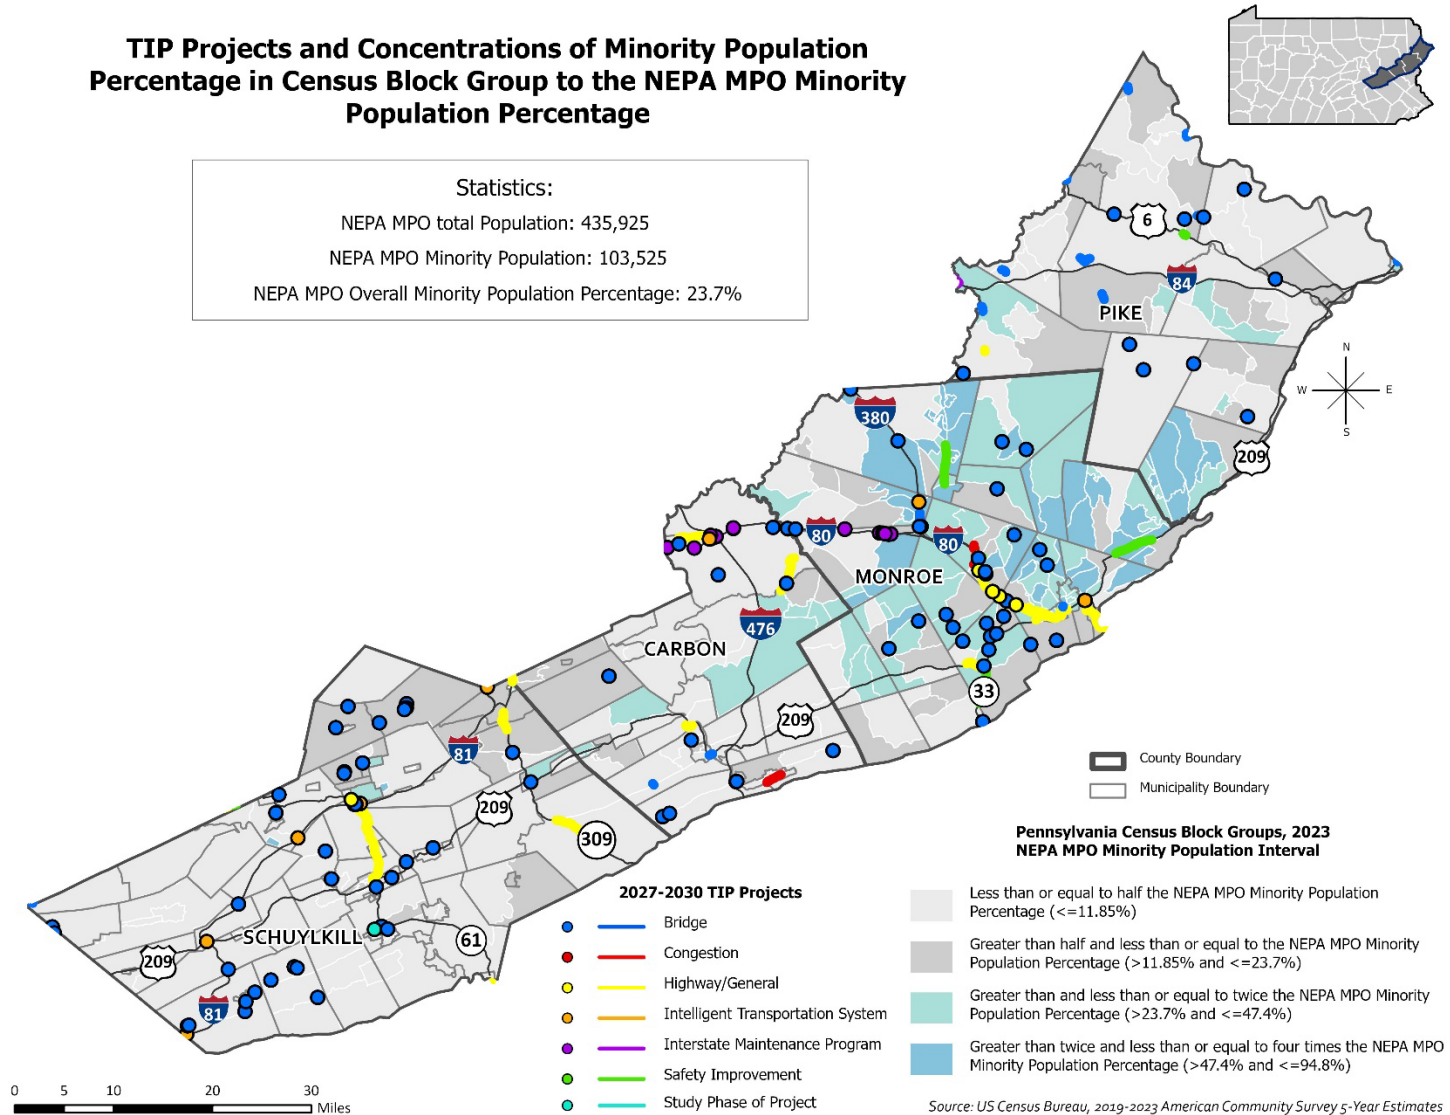 TIP Projects and Concentrations of Minority Population
Percentage in Census Block Group to the NEPA MPO Minority
Population Percentage
Statistics:
NEPA MPO total Population: 435,925
NEPA MPO Minority Population: 103,525
NEPA MPO Overall Minority Population Percentage: 23.7%
6
84
PIKE
N
W E
S
380
209
80
80
MONROE
476
CARBON
33
209
81
209
309
SCHUYLKILL
61
209
81
County Boundary
Municipality Boundary
Pennsylvania Census Block Groups, 2023
NEPA MPO Minority Population Interval
Less than or equal to half the NEPA MPO Minority Population
Percentage (<=11.85%)
Greater than half and less than or equal to the NEPA MPO Minority
Population Percentage (>11.85% and <=23.7%)
Greater than and less than or equal to twice the NEPA MPO Minority
Population Percentage (>23.7% and <=47.4%)
Greater than twice and less than or equal to four times the NEPA MPO
Minority Population Percentage (>47.4% and <=94.8%)
2027-2030 TIP Projects
Bridge
Congestion
Highway/General
Intelligent Transportation System
Interstate Maintenance Program
Safety Improvement
Study Phase of Project
0 5 10 20 30
Miles
Source: US Census Bureau, 2019-2023 American Community Survey 5-Year Estimates